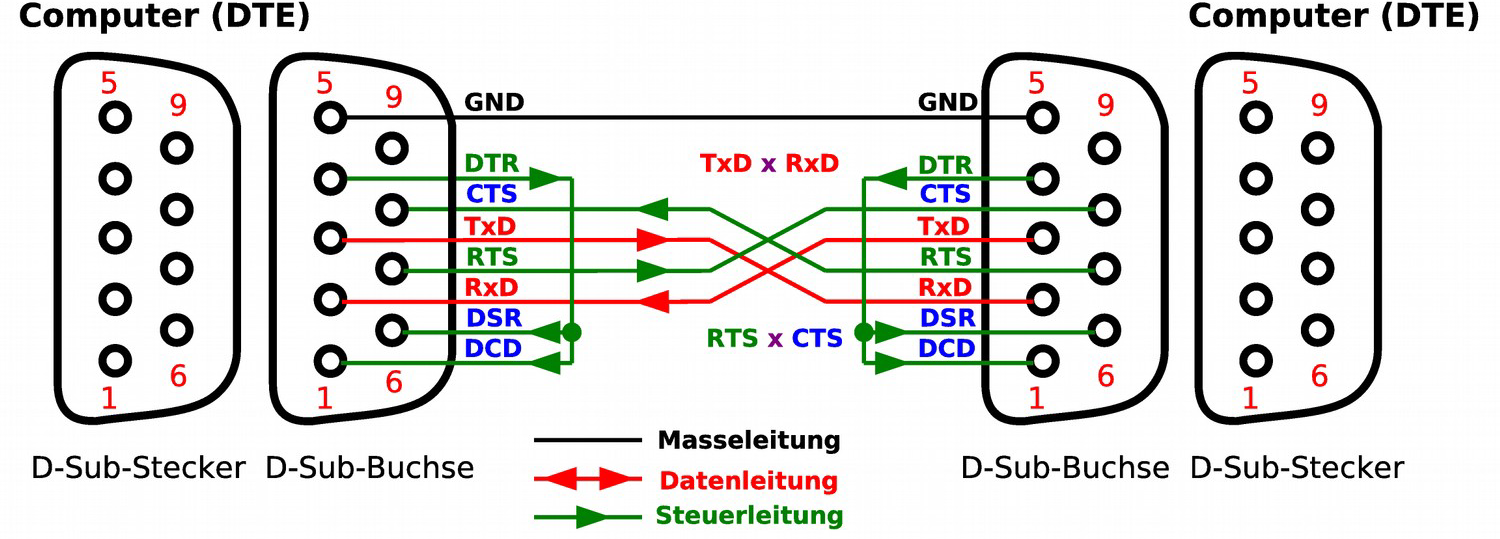 Computer (DTE) Computer (DTE)
5 9 5 9 5 9 5 9
GND GND
DTR TxD x RxD DTR
CTS CTS
TxD TxD
RTS RTS
RxD RxD
DSR RTS x CTS DSR
DCD DCD
1 6 1 6 1 6 1 6
D-Sub-Stecker D-Sub-Buchse D-Sub-Buchse D-Sub-Stecker
Masseleitung
Datenleitung
Steuerleitung